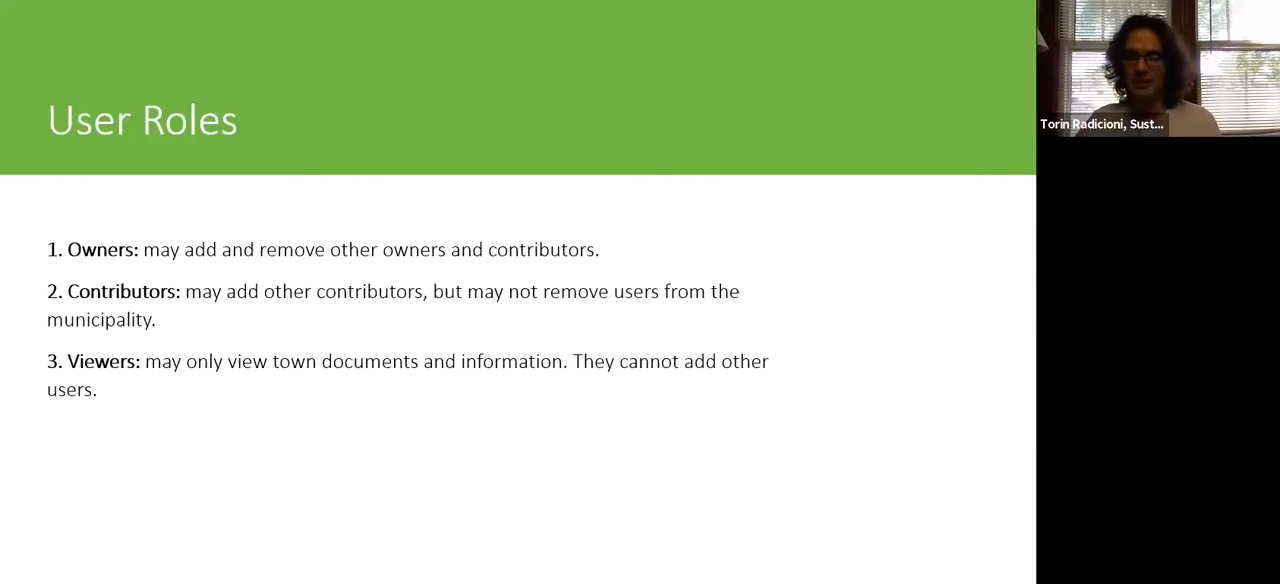 User Roles
Torin Radicioni, Sust...
1. Owners: may add and remove other owners and contributors.
2. Contributors: may add other contributors, but may not remove users from the
municipality.
3. Viewers: may only view town documents and information. They cannot add other
users.